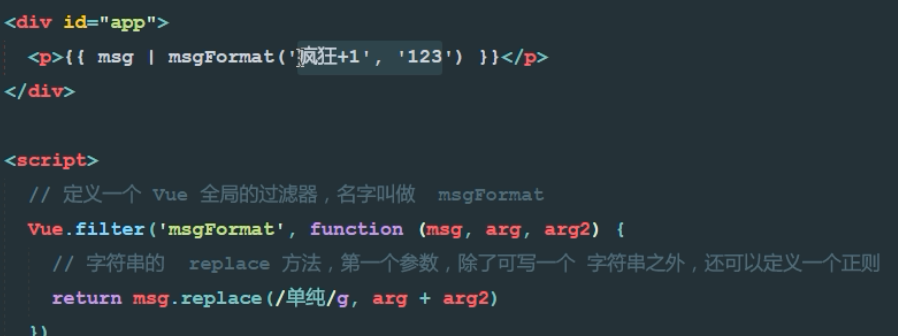 <div id="app">
<p>{{ msg | msgFormat('疯狂+1', '123') }}</p>
</div>
<script>
// 定义一个 Vue 全局的过滤器，名字叫做 msgFormat
Vue.filter('msgFormat', function (msg, arg, arg2) {
// 字符串的 replace 方法，第一个参数，除了可写一个 字符串之外，还可以定义一个正则
return msg.replace(/单纯/g, arg + arg2)
})